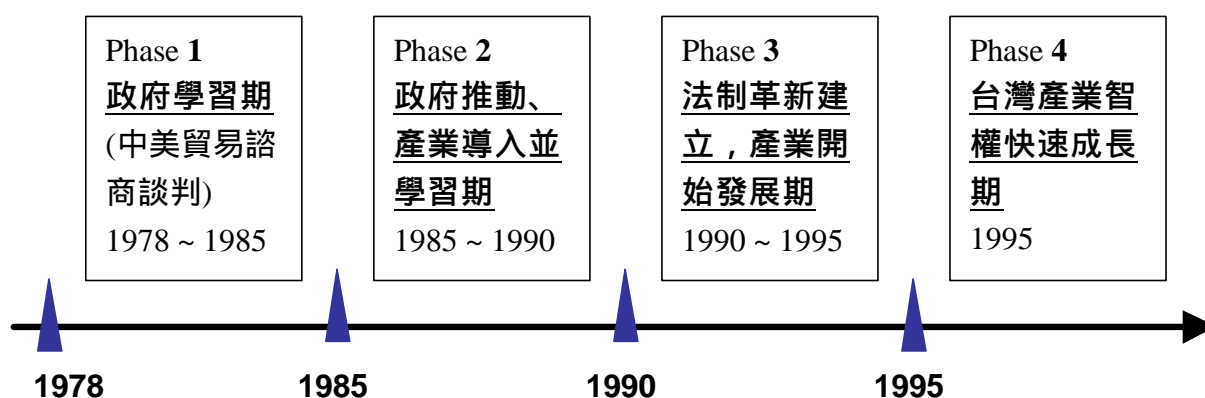 Phase 1
政府學習期
(中美貿易諮
商談判)
1978 ~ 1985
Phase 2
政府推動、
產業導入並
學習期
1985 ~ 1990
Phase 3
法制革新建
立，產業開
始發展期
1990 ~ 1995
Phase 4
台灣產業智
權快速成長
期
1995
1978
1985
1990
1995